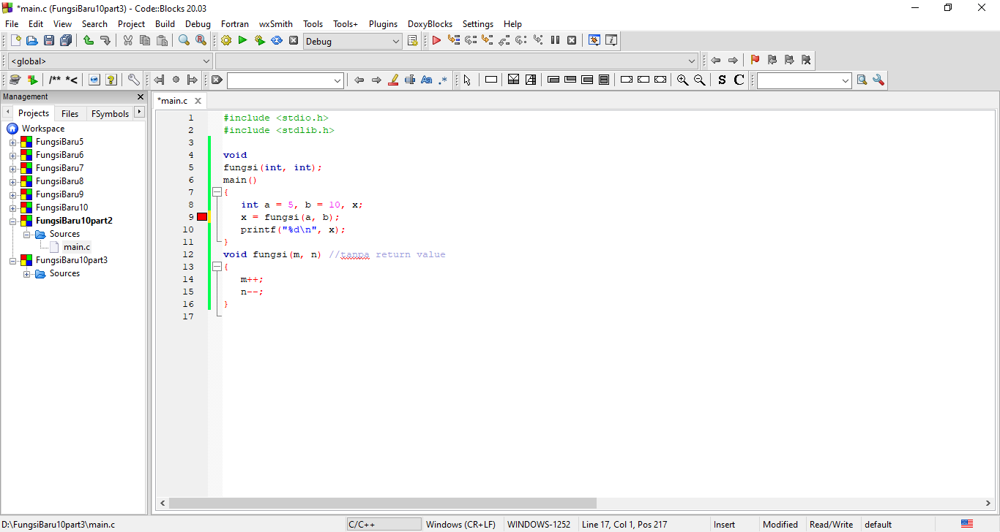 *main.c (FungsiBaru10part3) - Code::Blocks 20.03
File Edit View Search Project Build Debug Fortran wxSmith Tools Tools+ Plugins DoxyBlocks Settings Help
Debug
<global>
/** *<
Aa .*
S C
Management
Projects Files FSymbols
*main.c
Workspace
FungsiBaru5
FungsiBaru6
FungsiBaru7
FungsiBaru8
FungsiBaru9
FungsiBaru10
FungsiBaru10part2
Sources
main.c
FungsiBaru10part3
Sources
1 #include <stdio.h>
2 #include <stdlib.h>
3
4 void
5 fungsi(int, int);
6 main()
7 {
8 int a = 5, b = 10, x;
9 x = fungsi(a, b);
10 printf("%d\n", x);
11 }
12 void fungsi(m, n) //tanpa return value
13 {
14 m++;
15 n--;
16 }
17
D:\FungsiBaru10part3\main.c C/C++ Windows (CR+LF) WINDOWS-1252 Line 17, Col 1, Pos 217 Insert Modified Read/Write default